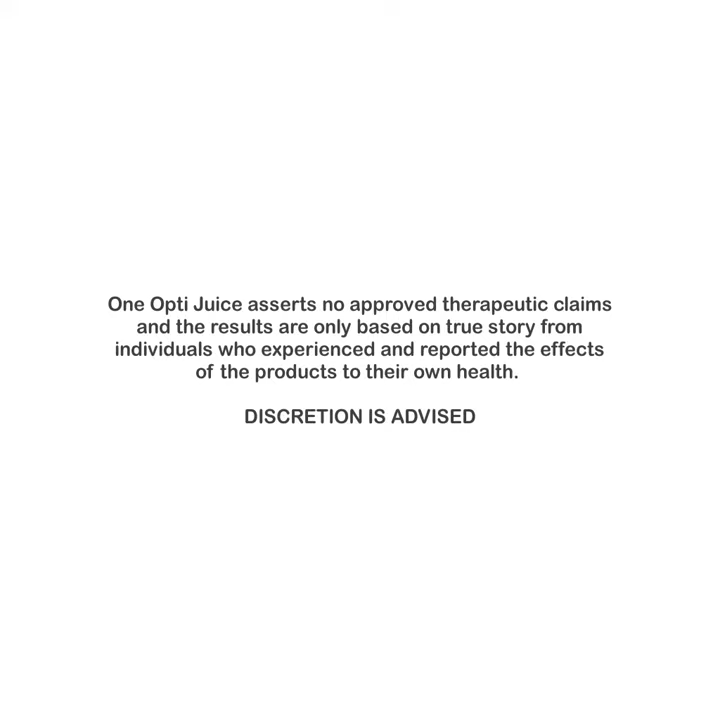 One Opti Juice asserts no approved therapeutic claims
and the results are only based on true story from
individuals who experienced and reported the effects
of the products to their own health.
DISCRETION IS ADVISED